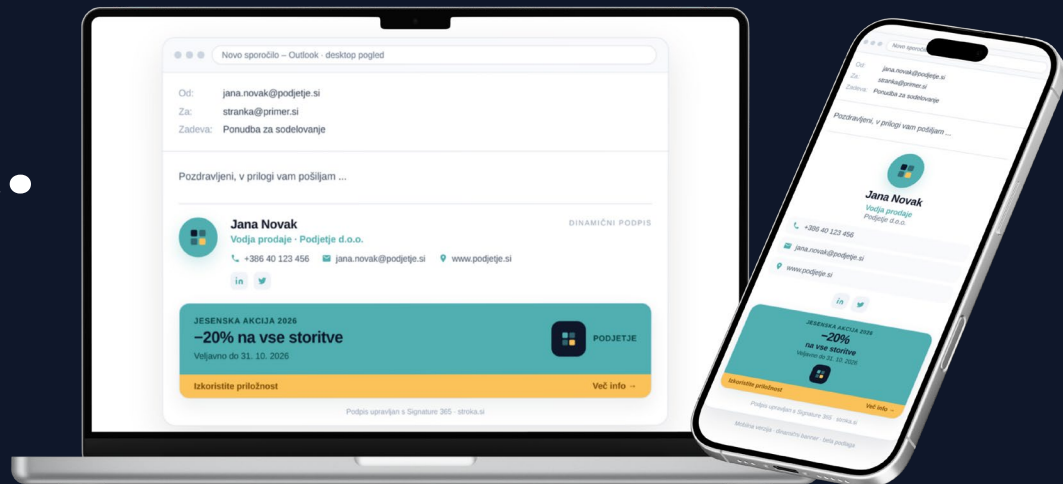 Novo sporočilo – Outlook · desktop pogled
Od: jana.novak@podjetje.si
Za: stranka@primer.si
Zadeva: Ponudba za sodelovanje
Pozdravljeni, v prilogi vam pošiljam ...
Jana Novak
DINAMIČNI PODPIS
Vodja prodaje · Podjetje d.o.o.
+386 40 123 456 jana.novak@podjetje.si www.podjetje.si
in
JESENSKA AKCIJA 2026
−20% na vse storitve
Veljavno do 31. 10. 2026
PODJETJE
Izkoristite priložnost Več info →
Podpis upravljan s Signature 365 · stroka.si
Novo sporočilo
Od: jana.novak@podjetje.si
Za: stranka@primer.si
Zadeva: Ponudba za sodelovanje
Pozdravljeni, v prilogi vam pošiljam ...
Jana Novak
Vodja prodaje
Podjetje d.o.o.
+386 40 123 456
jana.novak@podjetje.si
www.podjetje.si
in
JESENSKA AKCIJA 2026
−20%
na vse storitve
Veljavno do 31. 10. 2026
Izkoristite priložnost Več info →
Podpis upravljan s Signature 365 · stroka.si
Mobilna verzija · dinamični banner ·